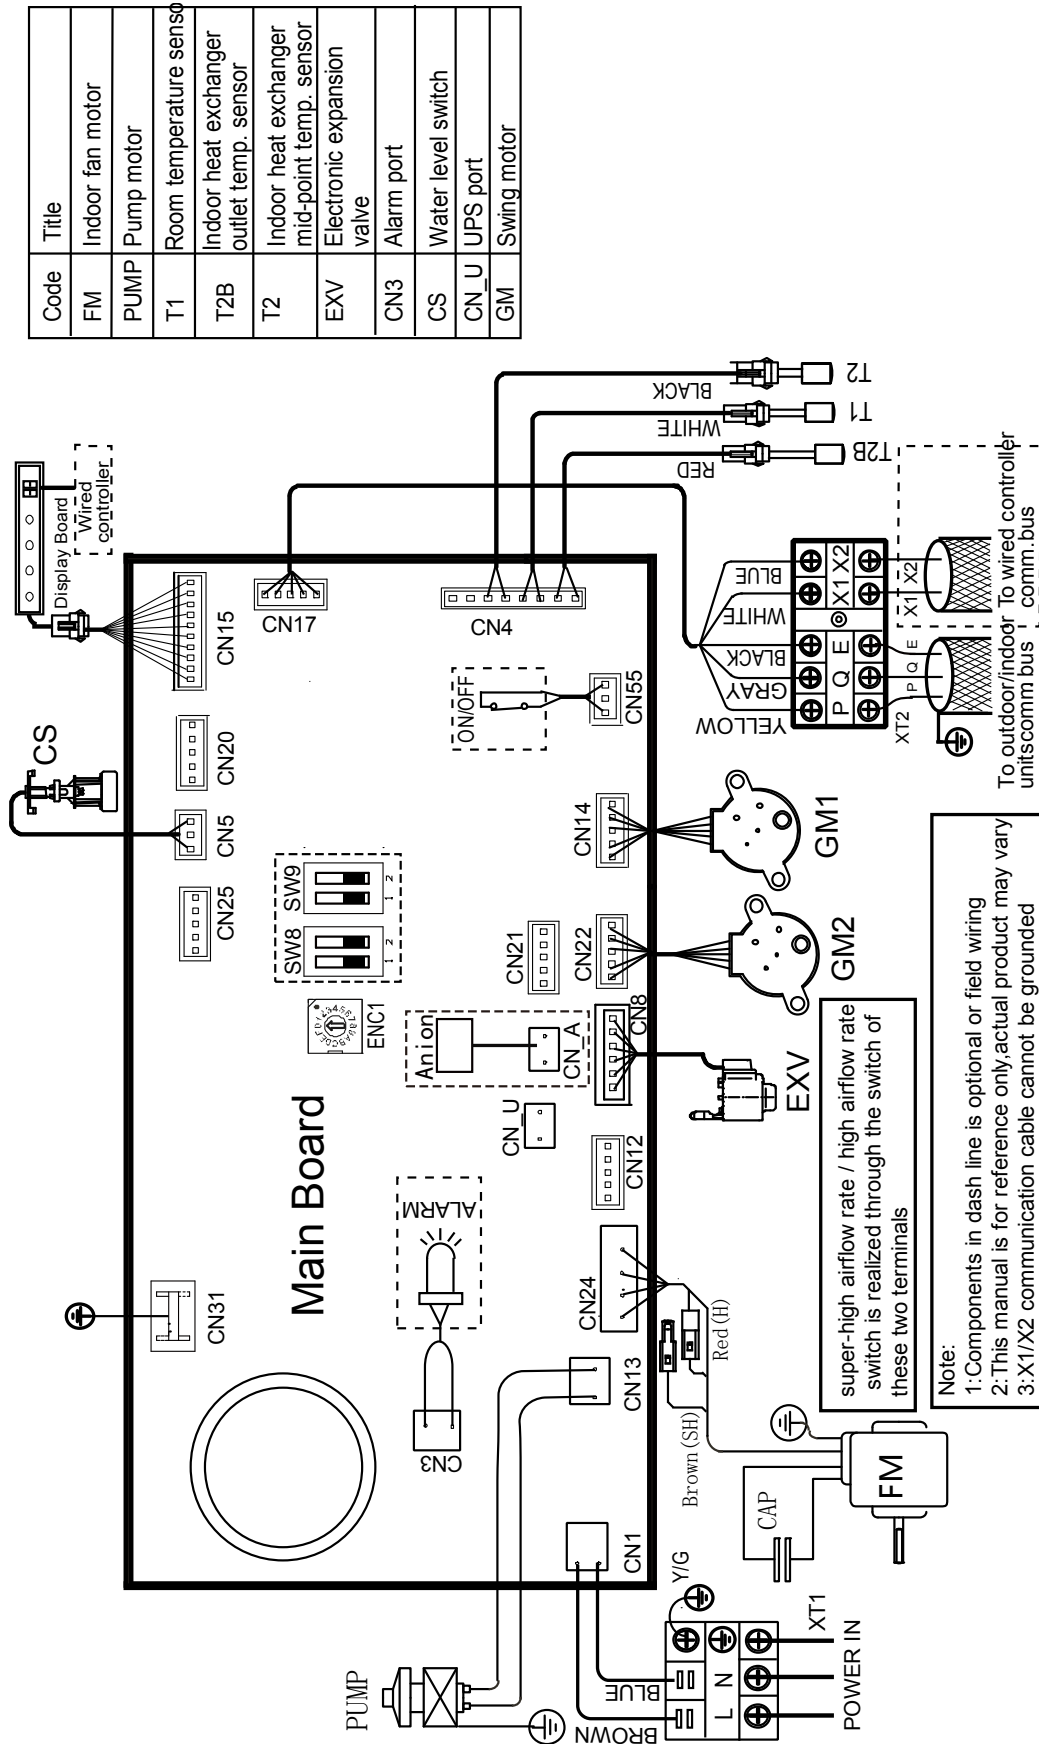 Code Title
FM Indoor fan motor
PUMP Pump motor
T1 Room temperature senso
T2B Indoor heat exchanger
outlet temp. sensor
T2 Indoor heat exchanger
mid-point temp. sensor
EXV Electronic expansion
valve
CN3 Alarm port
CS Water level switch
CN_U UPS port
GM Swing motor
Display Board
Wired
controller
CS
CN31
CN25
CN5
CN20
CN15
CN17
CN4
Main Board
ENC1
SW8
SW9
1 2
1 2
ON/OFF
CN55
ALARM
CN3
CN_U
Anion
CN_A
CN21
CN1
CN13
CN24
CN12
CN8
CN22
CN14
PUMP
BROWN
BLUE
Y/G
L N
XT1
POWER IN
Brown(SH)
Red(H)
CAP
FM
EXV
GM2
GM1
BLACK
WHITE
RED
T2
T1
T2B
YELLOW
GRAY
BLACK
WHITE
BLUE
P Q E X1 X2
XT2
P Q E
X1 X2
To outdoor/indoor
unitscomm bus
To wired controller
comm.bus
super-high airflow rate / high airflow rate
switch is realized through the switch of
these two terminals
Note:
1:Components in dash line is optional or field wiring
2:This manual is for reference only,actual product may vary
3:X1/X2 communication cable cannot be grounded